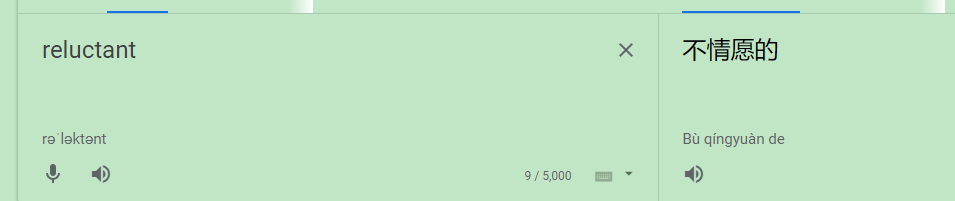 reluctant
rəˈləktənt
9 / 5,000
不情愿的
Bù qíngyuàn de